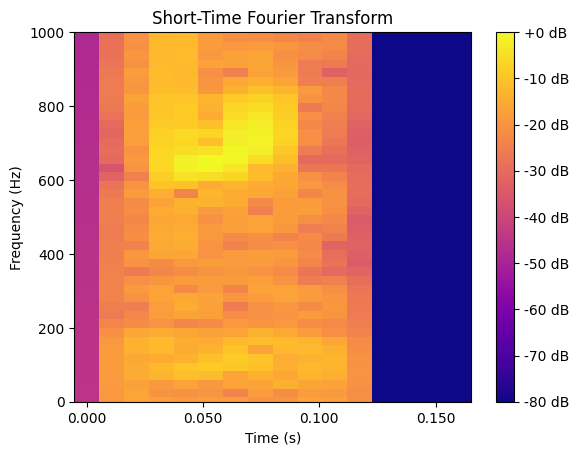 Short-Time Fourier Transform
1000
800
600
400
200
0
Frequency (Hz)
0.000
0.050
0.100
0.150
Time (s)
+0 dB
-10 dB
-20 dB
-30 dB
-40 dB
-50 dB
-60 dB
-70 dB
-80 dB